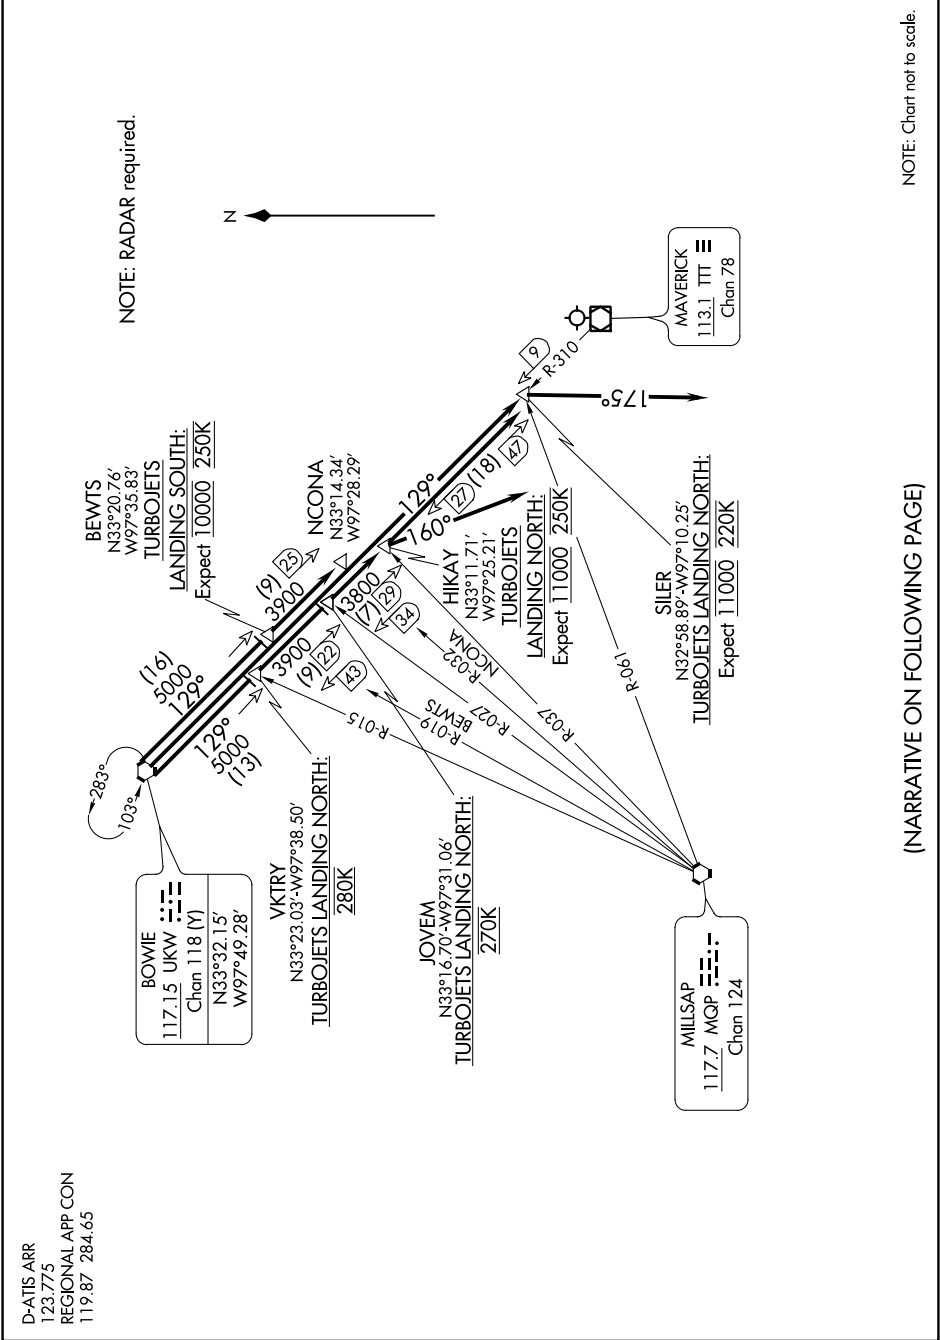 D-ATIS ARR
123.775
REGIONAL APP CON
119.87 284.65
NOTE: RADAR required.
N
BOWIE
117.15 UKW
Chan 118 (Y)
N33°32.15′
W97°49.28′
283°
103°
(16)
5000
129°
129°
5000
(13)
BEWTS
N33°20.76′
W97°35.83′
TURBOJETS
LANDING SOUTH:
Expect 10000 250K
(9)
3900
25
3900
(9)
22
43
NCONA
N33°14.34′
W97°28.29′
3800
(7)
29
34
129°
160°
27
(18)
47
9
R-310
175°
VKTRY
N33°23.03′-W97°38.50′
TURBOJETS LANDING NORTH:
280K
JOVEM
N33°16.70′-W97°31.06′
TURBOJETS LANDING NORTH:
270K
HIKAY
N33°11.71′
W97°25.21′
TURBOJETS
LANDING NORTH:
Expect 11000 250K
SILER
N32°58.89′-W97°10.25′
TURBOJETS LANDING NORTH:
Expect 11000 220K
R-015
R-019
BEWTS
R-027
R-032
NCONA
R-037
R-061
MAVERICK
113.1 TTT
Chan 78
MILLSAP
117.7 MQP
Chan 124
(NARRATIVE ON FOLLOWING PAGE)
NOTE: Chart not to scale.